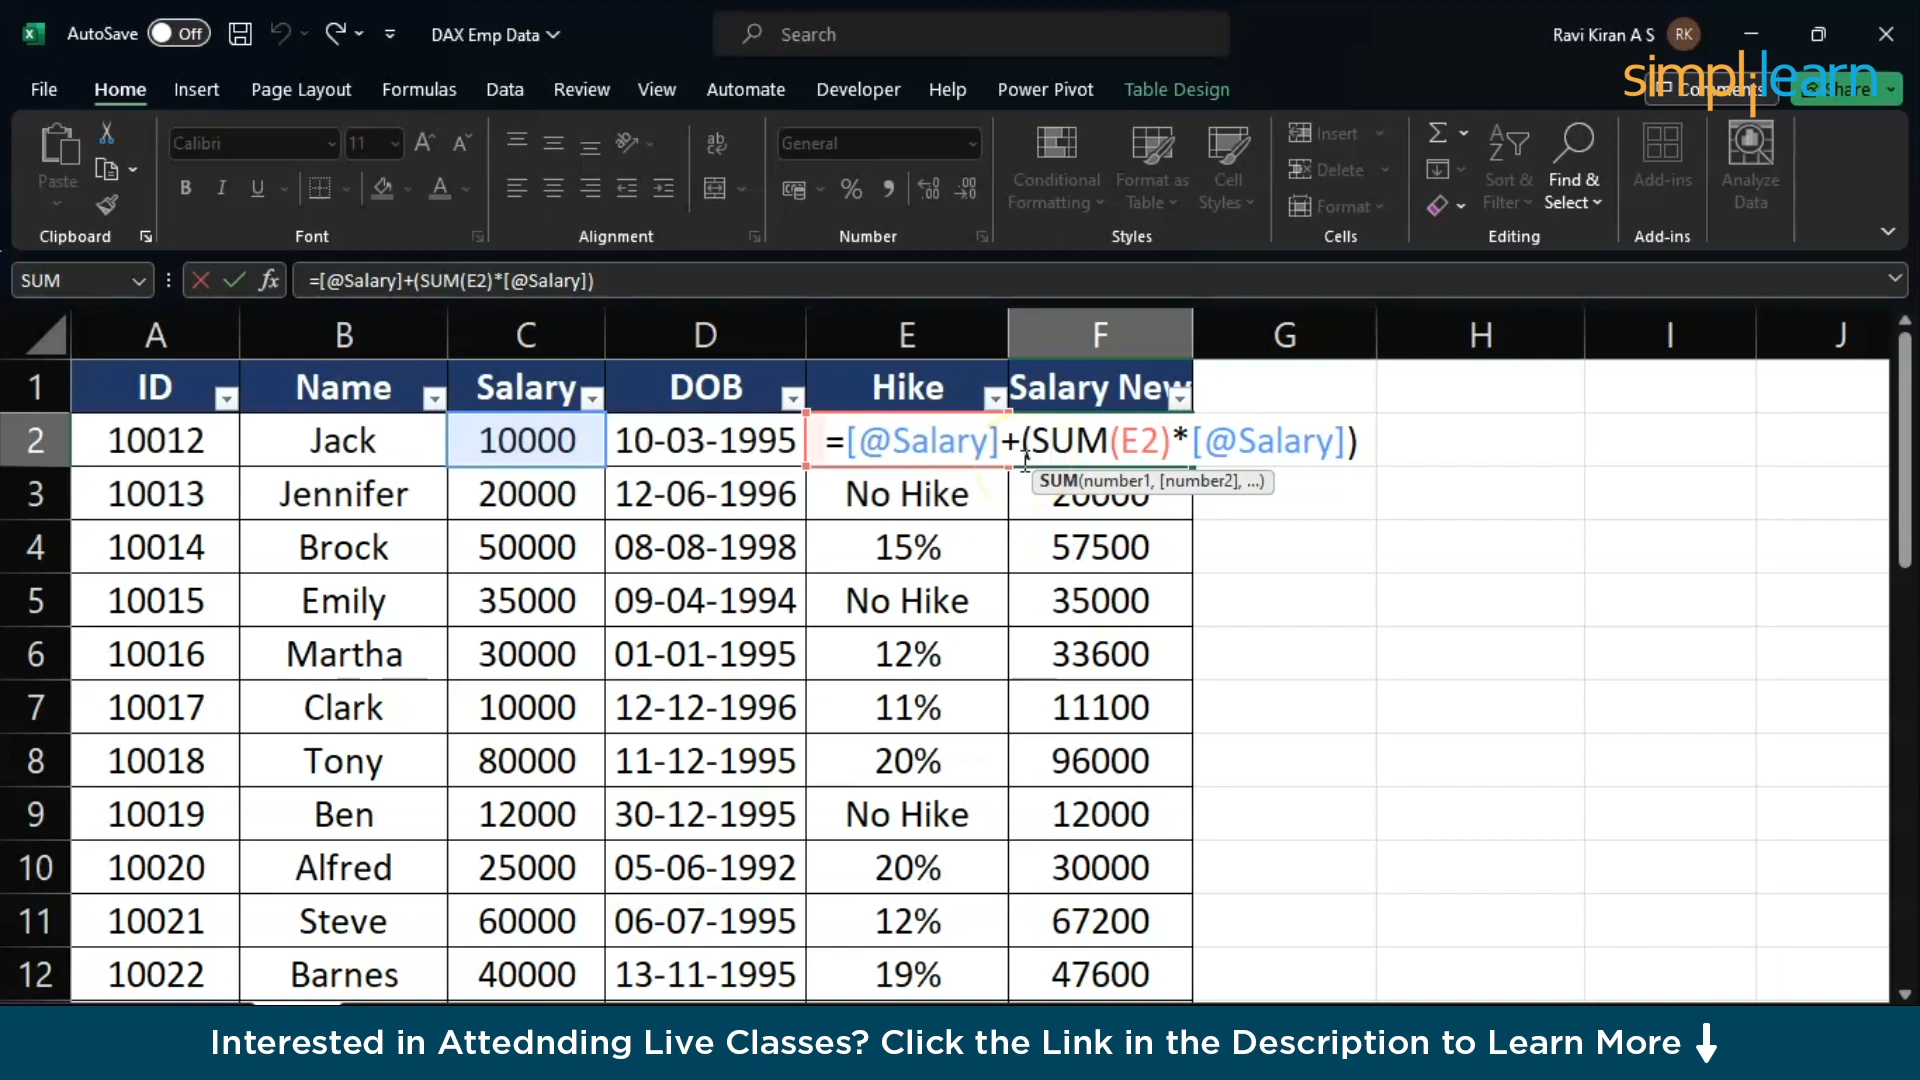 AutoSave Off DAX Emp Data Search Ravi Kiran A S RK
simplilearn
File Home Insert Page Layout Formulas Data Review View Automate Developer Help Power Pivot Table Design Comments Share
Paste Calibri 11 A A ab General Conditional Formatting Format as Table Cell Styles Insert Delete Format Sort & Filter Find & Select Add-ins Analyze Data
B I U A % 9
Clipboard Font Alignment Number Styles Cells Editing Add-ins
SUM fx =[@Salary]+(SUM(E2)*[@Salary])
A B C D E F G H I J
1 ID Name Salary DOB Hike Salary New
2 10012 Jack 10000 10-03-1995 =[@Salary]+(SUM(E2)*[@Salary])
SUM(number1, [number2], ...)
3 10013 Jennifer 20000 12-06-1996 No Hike 20000
4 10014 Brock 50000 08-08-1998 15% 57500
5 10015 Emily 35000 09-04-1994 No Hike 35000
6 10016 Martha 30000 01-01-1995 12% 33600
7 10017 Clark 10000 12-12-1996 11% 11100
8 10018 Tony 80000 11-12-1995 20% 96000
9 10019 Ben 12000 30-12-1995 No Hike 12000
10 10020 Alfred 25000 05-06-1992 20% 30000
11 10021 Steve 60000 06-07-1995 12% 67200
12 10022 Barnes 40000 13-11-1995 19% 47600
Interested in Attednding Live Classes? Click the Link in the Description to Learn More